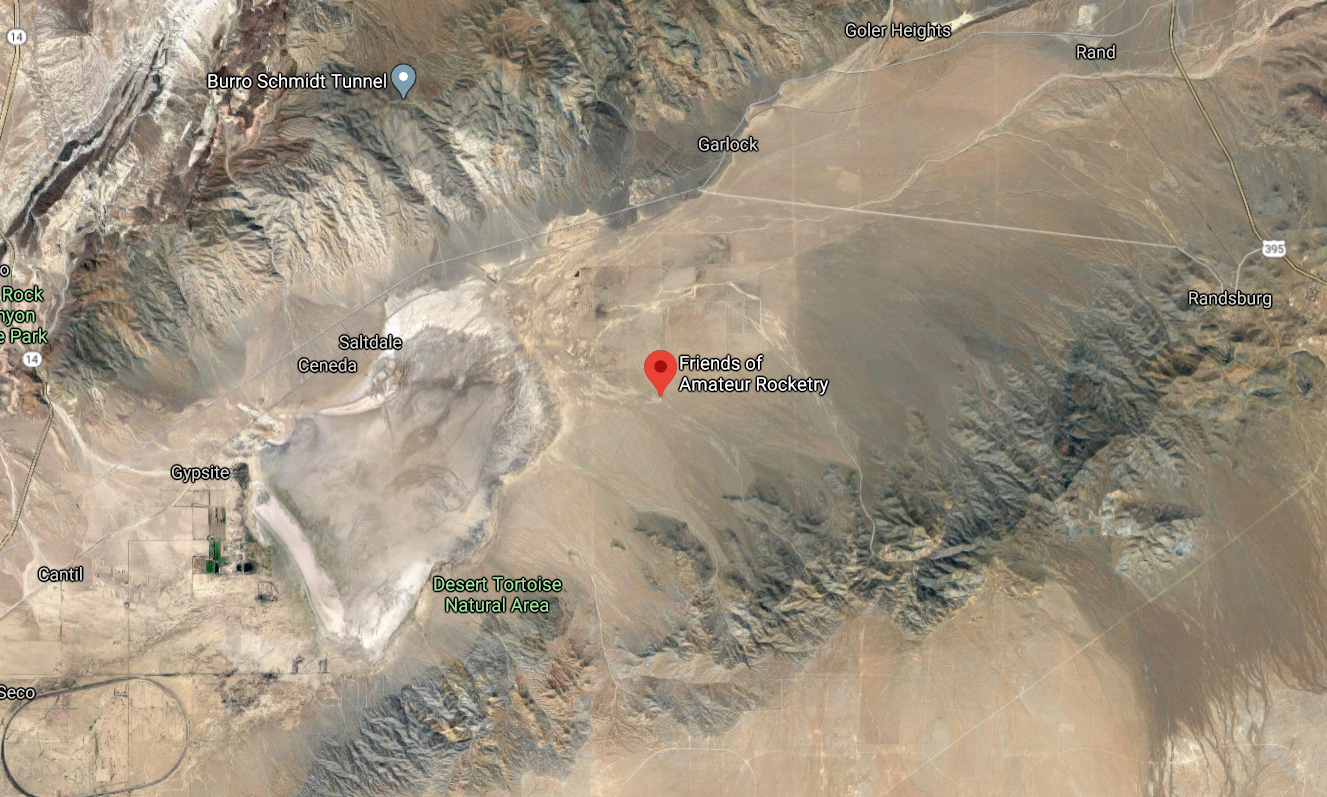 Goler Heights
14
Rand
Burro Schmidt Tunnel
Garlock
395
o
Rock
nyon
e Park
Randsburg
Saltdale
14
Ceneda
Friends of
Amateur Rocketry
Gypsite
Cantil
Desert Tortoise
Natural Area
Seco